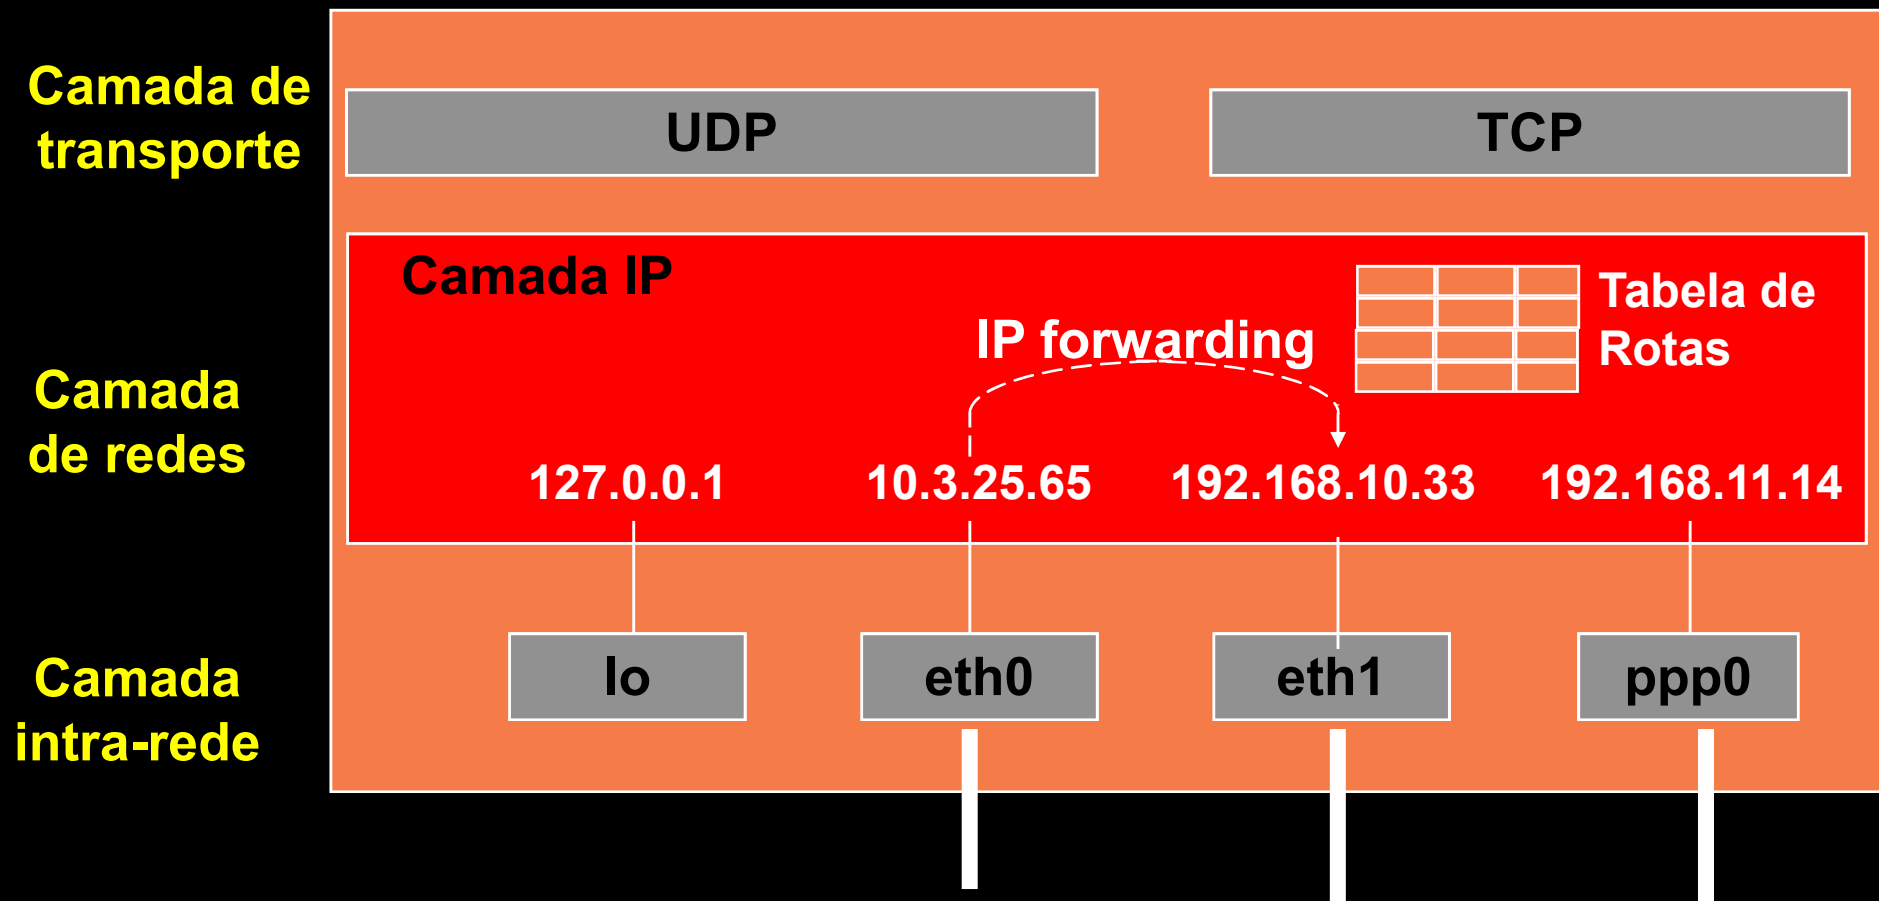 Camada de
transporte
UDP
TCP
Camada IP
Tabela de
Rotas
IP forwarding
Camada
de redes
127.0.0.1
10.3.25.65
192.168.10.33
192.168.11.14
Camada
intra-rede
lo
eth0
eth1
ppp0